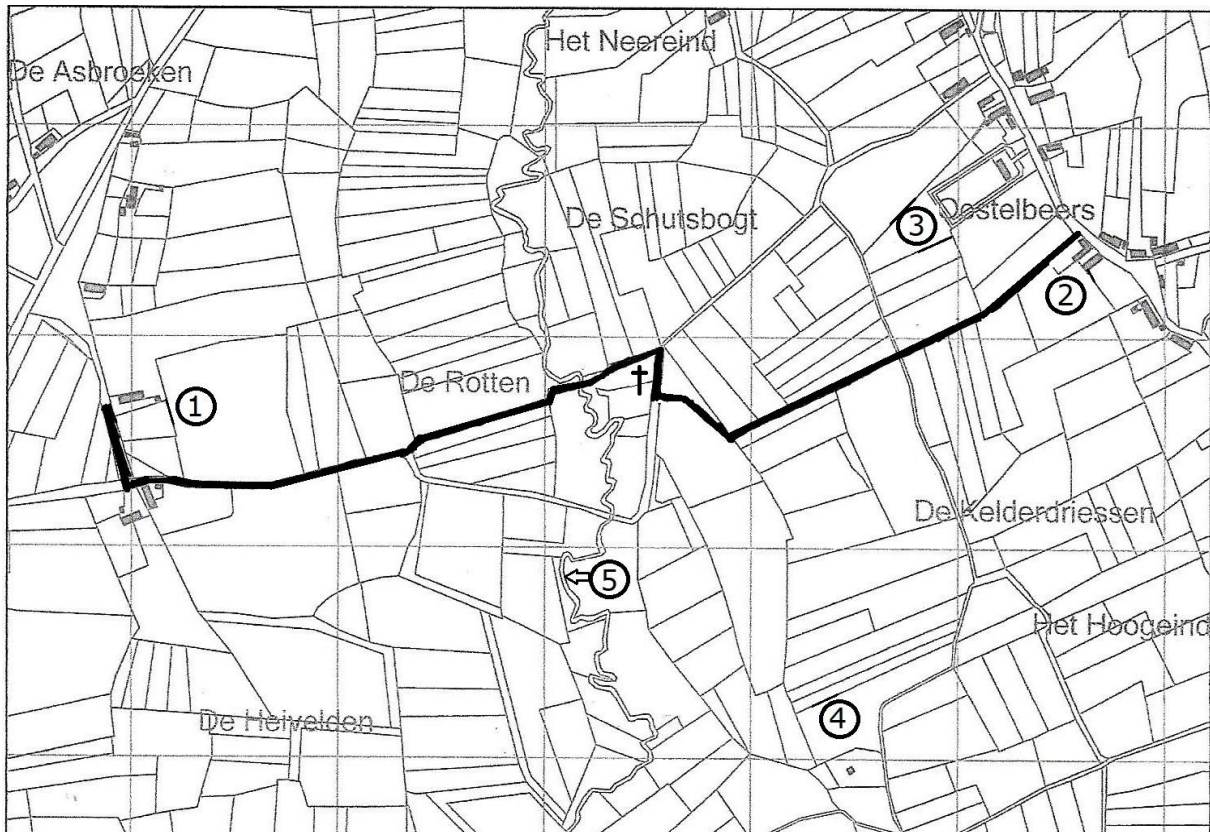 Het Neereind
De Asbroeken
De Schutsbogt
3
Oostelbeers
2
De Rotten
1
De Kelderdriessen
5
Het Hoogeind
4
De Heivelden